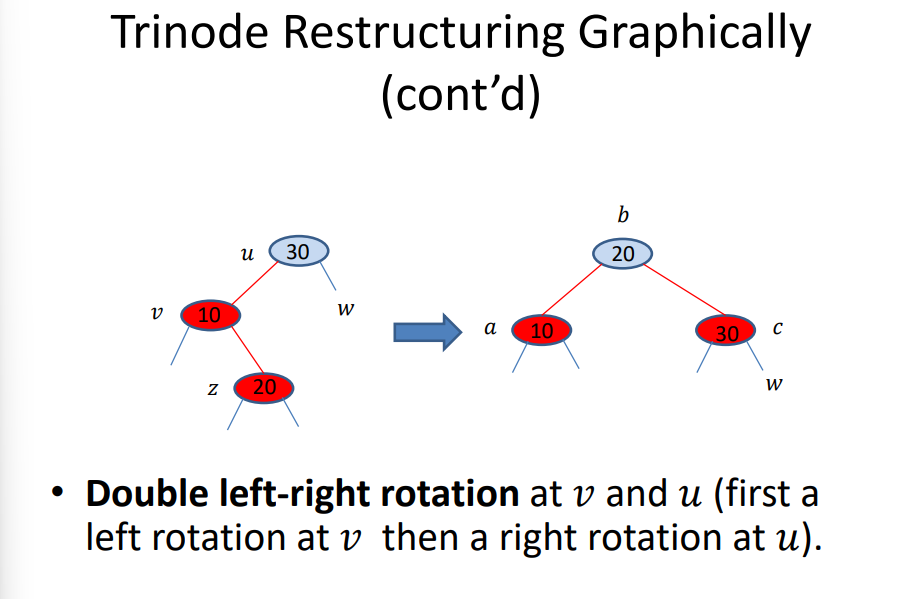 Trinode Restructuring Graphically
(cont’d)
b
u 30
20
v 10
w
a 10
30 c
z 20
w
• Double left-right rotation at v and u (first a
left rotation at v then a right rotation at u).